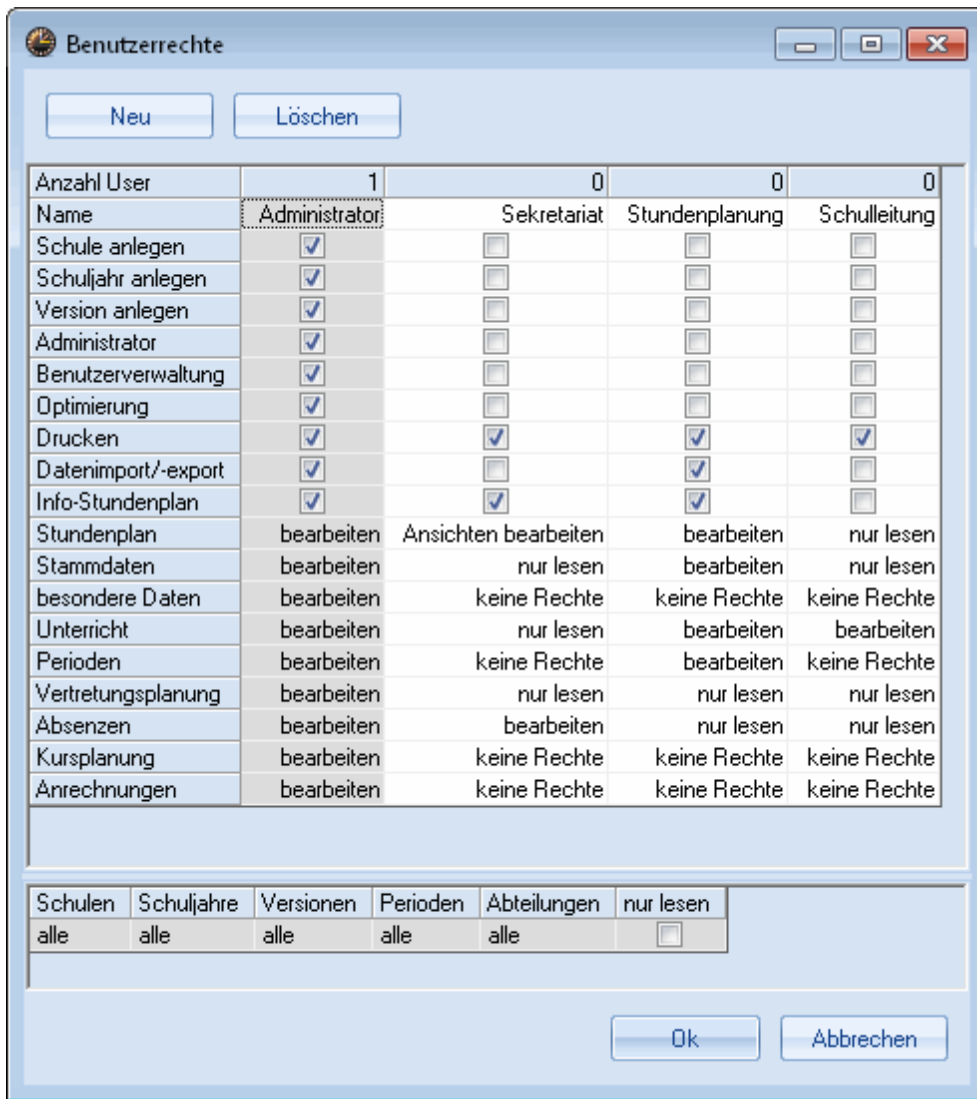 Benutzerrechte
Neu Löschen
Anzahl User 1 0 0 0
Name Administrator Sekretariat Stundenplanung Schulleitung
Schule anlegen
Schuljahr anlegen
Version anlegen
Administrator
Benutzerverwaltung
Optimierung
Drucken
Datenimport/-export
Info-Stundenplan
Stundenplan bearbeiten Ansichten bearbeiten bearbeiten nur lesen
Stammdaten bearbeiten nur lesen bearbeiten nur lesen
besondere Daten bearbeiten keine Rechte keine Rechte keine Rechte
Unterricht bearbeiten nur lesen bearbeiten bearbeiten
Perioden bearbeiten keine Rechte bearbeiten keine Rechte
Vertretungsplanung bearbeiten nur lesen nur lesen nur lesen
Absenzen bearbeiten bearbeiten nur lesen nur lesen
Kursplanung bearbeiten keine Rechte keine Rechte keine Rechte
Anrechnungen bearbeiten keine Rechte keine Rechte keine Rechte
Schulen Schuljahre Versionen Perioden Abteilungen nur lesen
alle alle alle alle alle
Ok Abbrechen